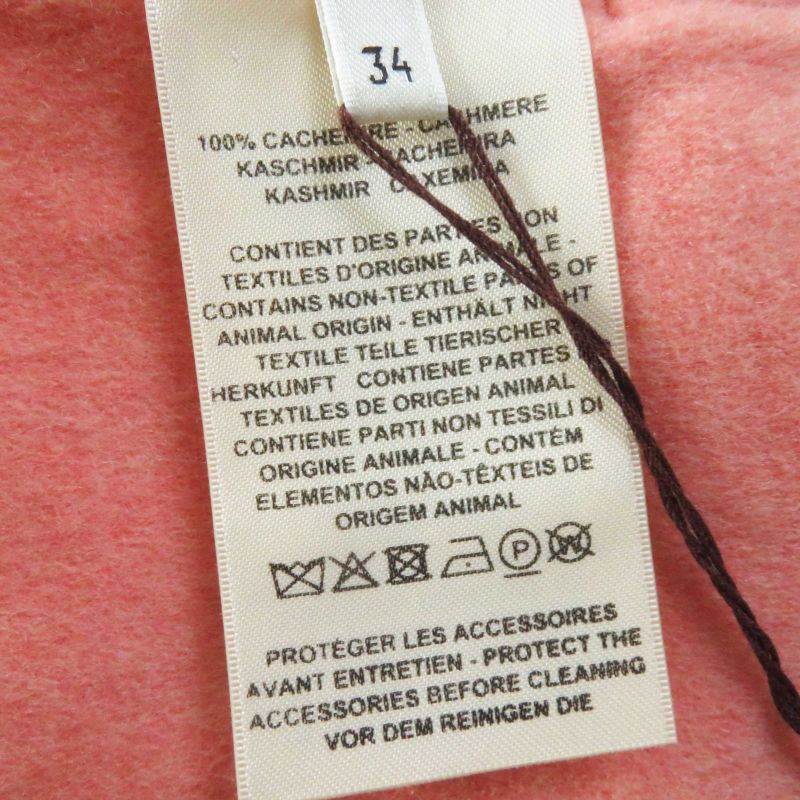 34
100% CACHEMIRE - CASHMERE
KASCHMIR - CACHEMIRA
KASHMIR CAXEMIRA
CONTIENT DES PARTIES NON
TEXTILES D'ORIGINE ANIMALE -
CONTAINS NON-TEXTILE PARTS OF
ANIMAL ORIGIN - ENTHÄLT NICHT
TEXTILE TEILE TIERISCHER
HERKUNFT CONTIENE PARTES NO
TEXTILES DE ORIGEN ANIMAL
CONTIENE PARTI NON TESSILI DI
ORIGINE ANIMALE - CONTÉM
ELEMENTOS NÃO-TÊXTEIS DE
ORIGEM ANIMAL
P W
PROTÉGER LES ACCESSOIRES
AVANT ENTRETIEN - PROTECT THE
ACCESSORIES BEFORE CLEANING
VOR DEM REINIGEN DIE